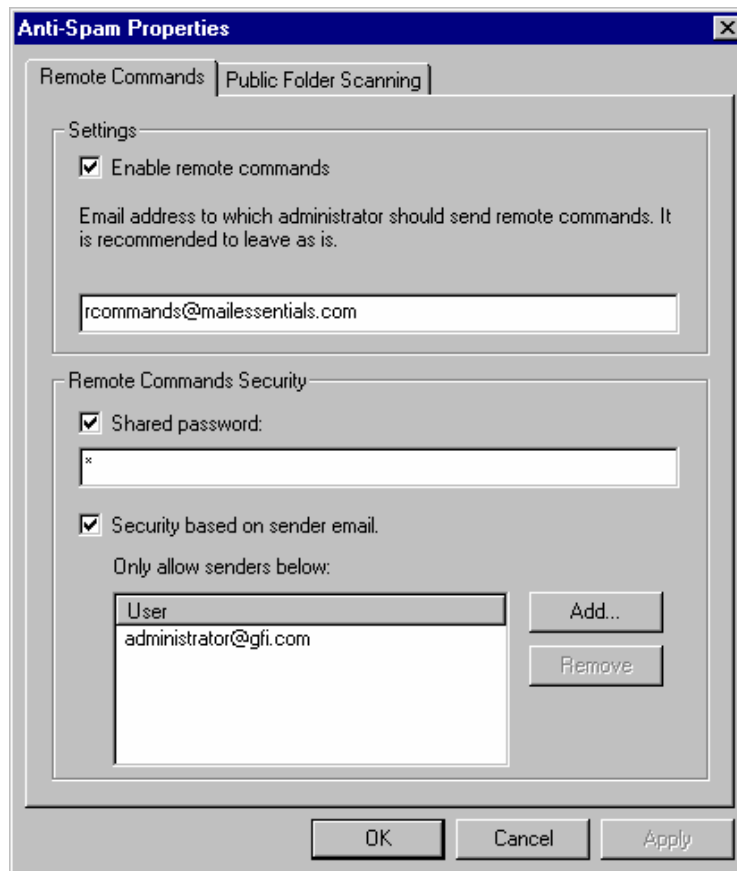 Anti-Spam Properties
Remote Commands
Public Folder Scanning
Settings
Enable remote commands
Email address to which administrator should send remote commands. It
is recommended to leave as is.
rcommands@mailessentials.com
Remote Commands Security
Shared password:
*
Security based on sender email.
Only allow senders below:
User
administrator@gfi.com
Add...
Remove
OK
Cancel
Apply